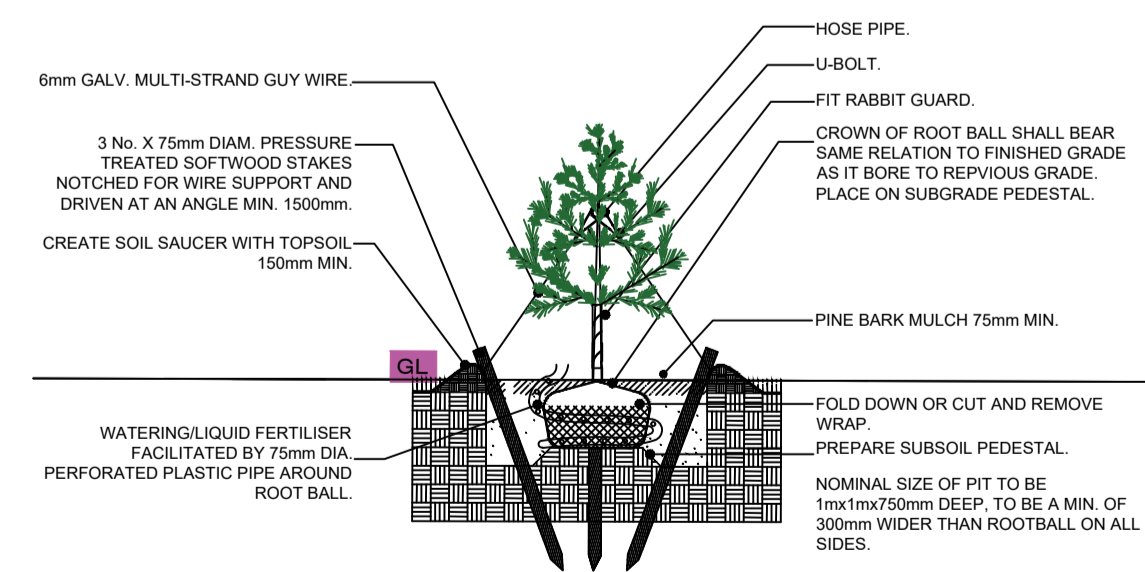 6mm GALV. MULTI-STRAND GUY WIRE.
3 No. X 75mm DIAM. PRESSURE
TREATED SOFTWOOD STAKES
NOTCHED FOR WIRE SUPPORT AND
DRIVEN AT AN ANGLE MIN. 1500mm.
CREATE SOIL SAUCER WITH TOPSOIL
150mm MIN.
GL
WATERING/LIQUID FERTILISER
FACILITATED BY 75mm DIA.
PERFORATED PLASTIC PIPE AROUND
ROOT BALL.
HOSE PIPE.
U-BOLT.
FIT RABBIT GUARD.
CROWN OF ROOT BALL SHALL BEAR
SAME RELATION TO FINISHED GRADE
AS IT BORE TO REPVIOUS GRADE.
PLACE ON SUBGRADE PEDESTAL.
PINE BARK MULCH 75mm MIN.
FOLD DOWN OR CUT AND REMOVE
WRAP.
PREPARE SUBSOIL PEDESTAL.
NOMINAL SIZE OF PIT TO BE
1mx1mx750mm DEEP, TO BE A MIN. OF
300mm WIDER THAN ROOTBALL ON ALL
SIDES.